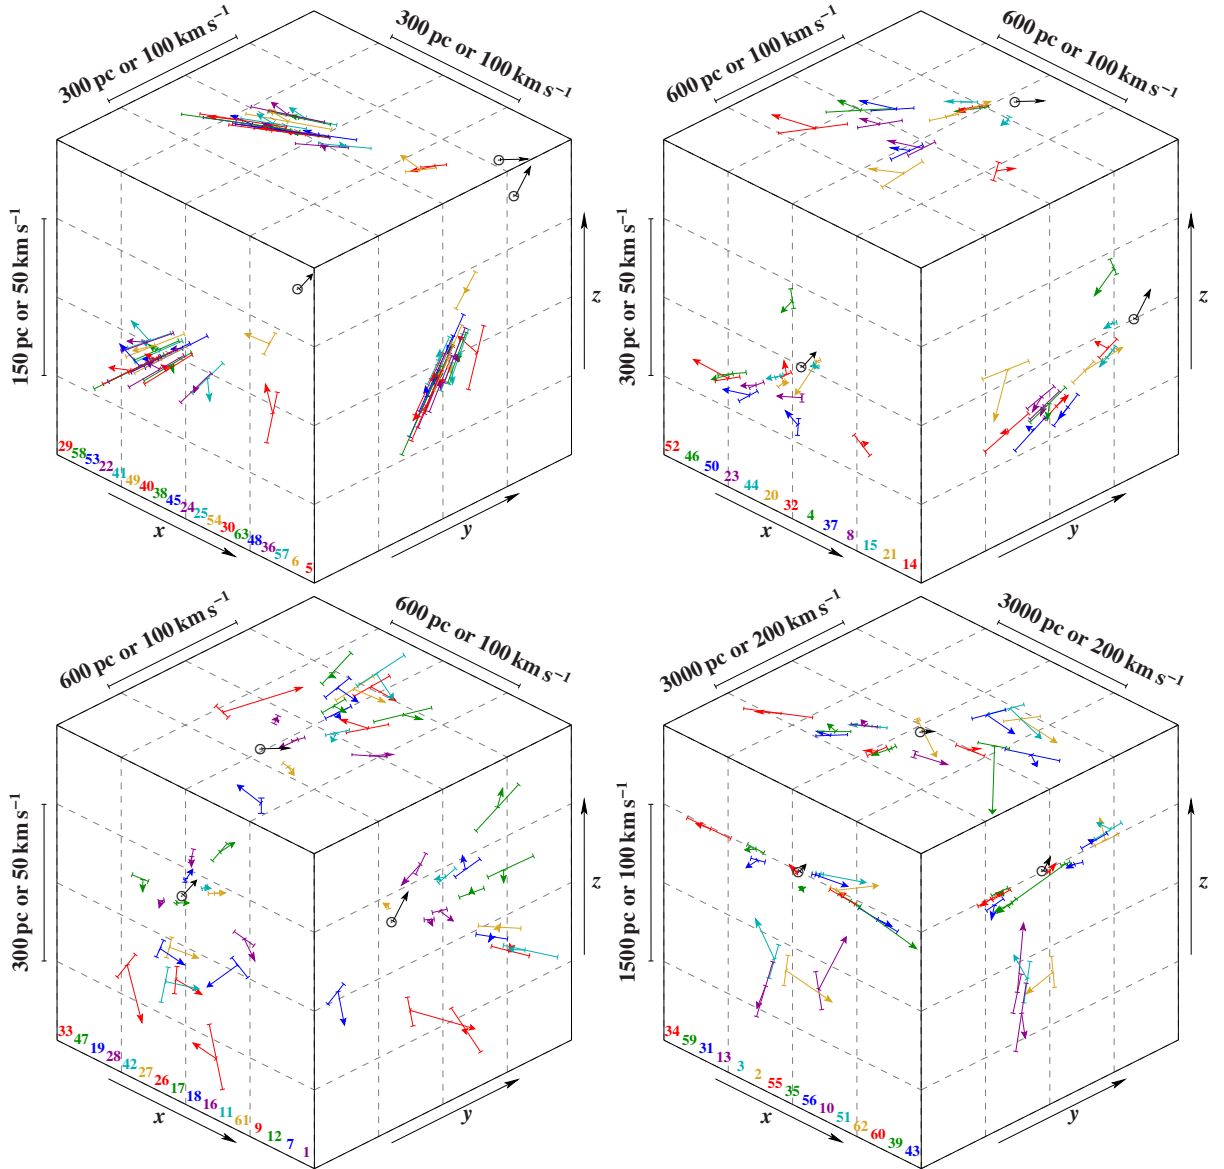 300 pc or 100 km s⁻¹
300 pc or 100 km s⁻¹
150 pc or 50 km s⁻¹
z
x
y
29
58
53
22
41
49
40
38
45
24
25
54
30
63
48
36
57
6
5
600 pc or 100 km s⁻¹
600 pc or 100 km s⁻¹
300 pc or 50 km s⁻¹
z
x
y
52
46
50
23
44
20
32
4
37
8
15
21
14
600 pc or 100 km s⁻¹
600 pc or 100 km s⁻¹
300 pc or 50 km s⁻¹
z
x
y
33
47
19
28
42
27
26
17
18
16
11
61
9
12
7
1
3000 pc or 200 km s⁻¹
3000 pc or 200 km s⁻¹
1500 pc or 100 km s⁻¹
z
x
y
34
59
31
13
3
2
55
35
56
10
51
62
60
39
43